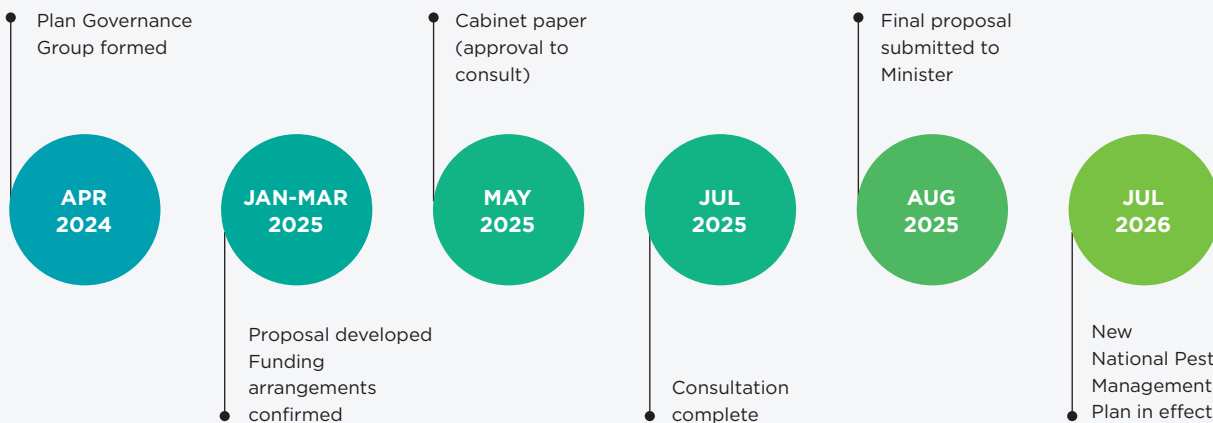 Plan Governance
Group formed
Cabinet paper
(approval to
consult)
Final proposal
submitted to
Minister
APR
2024
JAN-MAR
2025
MAY
2025
JUL
2025
AUG
2025
JUL
2026
Proposal developed
Funding
arrangements
confirmed
Consultation
complete
New
National Pest
Management
Plan in effect